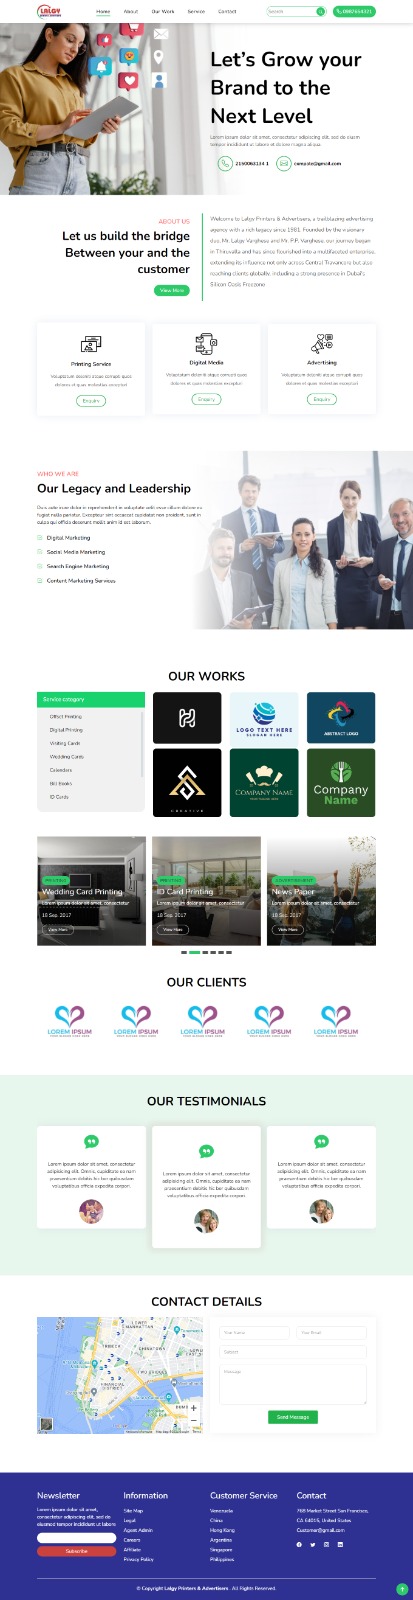 LALGY
Home About Our Work Service Contact
Search
Let's Grow your
Brand to the
Next Level
Lorem ipsum dolor sit amet, consectetur adipiscing elit, sed do eiusm
tempor incididunt ut labore et dolore magna aliqua
2150063134 1
ABOUT US
Let us build the bridge
Between your and the
customer
View More
Welcome to Lalgy Printers & Advertisers, a trailblazing advertising
agency with a rich legacy since 1981. Founded by the visionary
duo, Mr. Lalgy Varghese and Mr. P.P. Varghese, our journey began
in Thiruvalla and has since flourished into a multifaceted enterprise,
extending its influence not only across Central Travancore but also
reaching clients globally, including a strong presence in Dubai's
Silicon Oasis Freezone
Printing Service
Voluptatum deleniti atque corrupti quos
dolores et quas molestias excepturi
Enquiry
Digital Media
Voluptatum deleniti atque corrupti quos
dolores et quas molestias excepturi
Enquiry
Advertising
Voluptatum deleniti atque corrupti quos
dolores et quas molestias excepturi
Enquiry
WHO WE ARE
Our Legacy and Leadership
Duis aute irure dolor in reprehenderit in voluptate velit esse cillum dolore eu
fugiat nulla pariatur. Excepteur sint occaecat cupidatat non proident, sunt in
culpa qui officia deserunt mollit anim id est laborum.
Digital Marketing
Social Media Marketing
Search Engine Marketing
Content Marketing Services
OUR WORKS
Service category
Offset Printing
Digital Printing
Visiting Cards
Wedding Cards
Calendars
Bill Books
ID Cards
LOGO TEXT HERE
SLOGAN HERE
ABSTRACT LOGO
CREATIVE
COMPANY NAME
Company
Name
PRINTING
Wedding Card Printing
Lorem ipsum dolor sit amet, consectetur
18 Sep. 2017
View More
PRINTING
ID Card Printing
Lorem ipsum dolor sit amet, consectetur
18 Sep. 2017
View More
ADVERTISEMENT
News Paper
Lorem ipsum dolor sit amet, consectetur
18 Sep. 2017
View More
OUR CLIENTS
LOREM IPSUM
LOREM IPSUM
LOREM IPSUM
LOREM IPSUM
LOREM IPSUM
OUR TESTIMONIALS
Lorem ipsum dolor sit amet, consectetur
adipisicing elit. Omnis, cupiditate ea nam
praesentium debitis hic ber quibusdam
voluptatibus officia expedita corpori.
Lorem ipsum dolor sit amet, consectetur
adipisicing elit. Omnis, cupiditate ea nam
praesentium debitis hic ber quibusdam
voluptatibus officia expedita corpori.
Lorem ipsum dolor sit amet, consectetur
adipisicing elit. Omnis, cupiditate ea nam
praesentium debitis hic ber quibusdam
voluptatibus officia expedita corpori.
CONTACT DETAILS
LOWER
MANHATTAN
TRIBECA
CHINATOWN
TWO BRIDGES
FINANCIAL
DISTRICT
Your Name
Your Email
Subject
Message
Send Message
Newsletter
Lorem ipsum dolor sit amet,
consectetur adipiscing elit, sed do
eiusmod tempor incididunt ut labore
Subscribe
Information
Site Map
Legal
Agent Admin
Careers
Affiliate
Privacy Policy
Customer Service
Venezuela
China
Hong Kong
Argentina
Singapore
Philippines
Contact
768 Market Street San Francisco,
CA 64015, United States
Customer@gmail.com
© Copyright Lalgy Printers & Advertisers . All Rights Reserved.